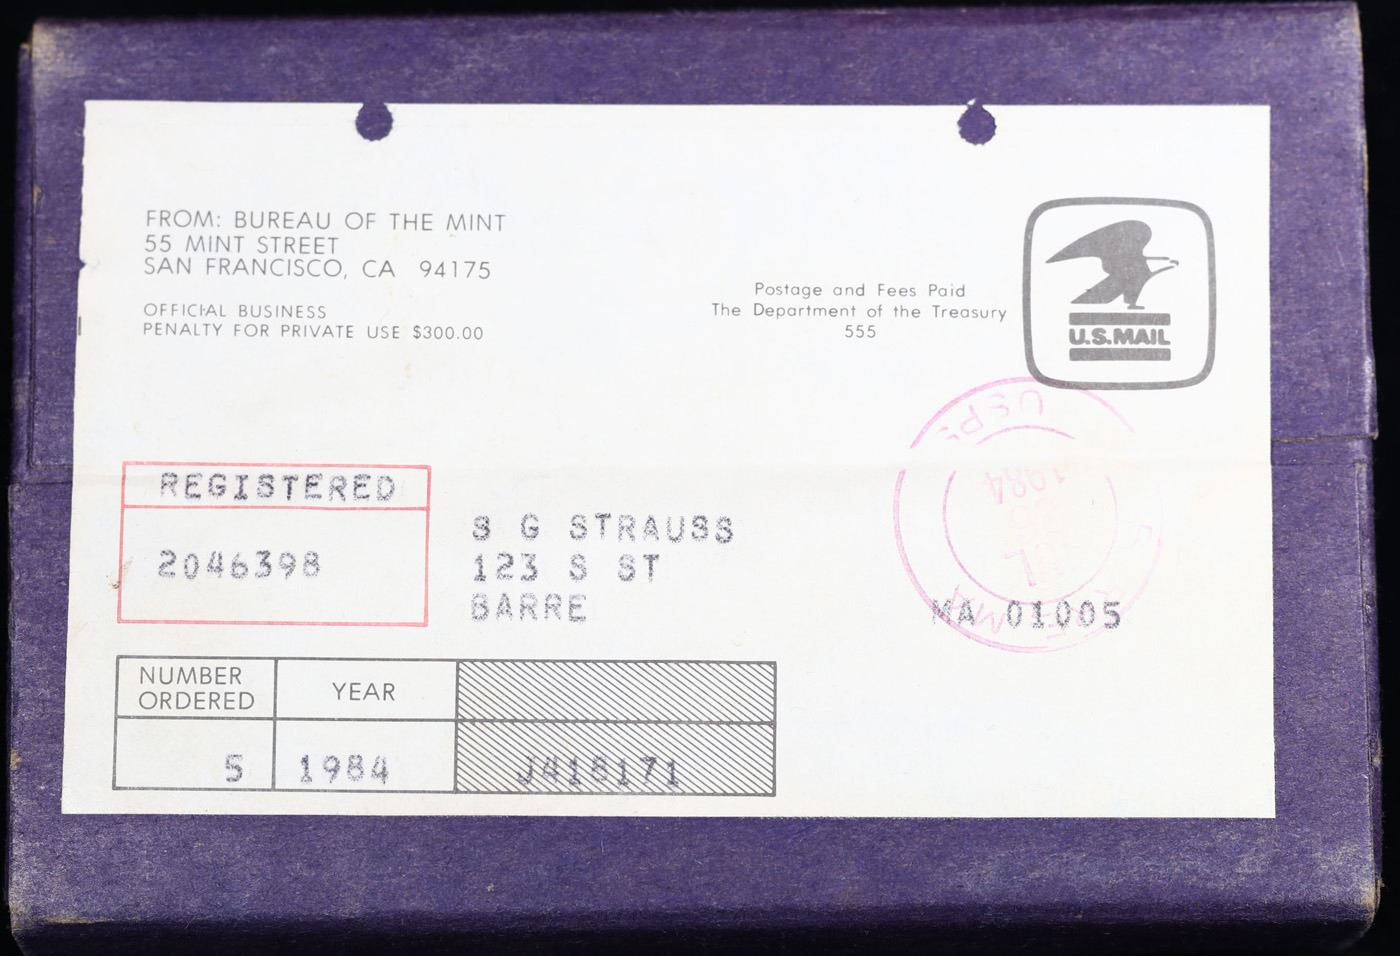 FROM: BUREAU OF THE MINT
55 MINT STREET
SAN FRANCISCO, CA 94175
OFFICIAL BUSINESS
PENALTY FOR PRIVATE USE $300.00
Postage and Fees Paid
The Department of the Treasury
555
U.S.MAIL
USPS
1984
REGISTERED
2046398
S G STRAUSS
123 S ST
BARRE MA 01005
NUMBER ORDERED
YEAR
5 1984 J418171